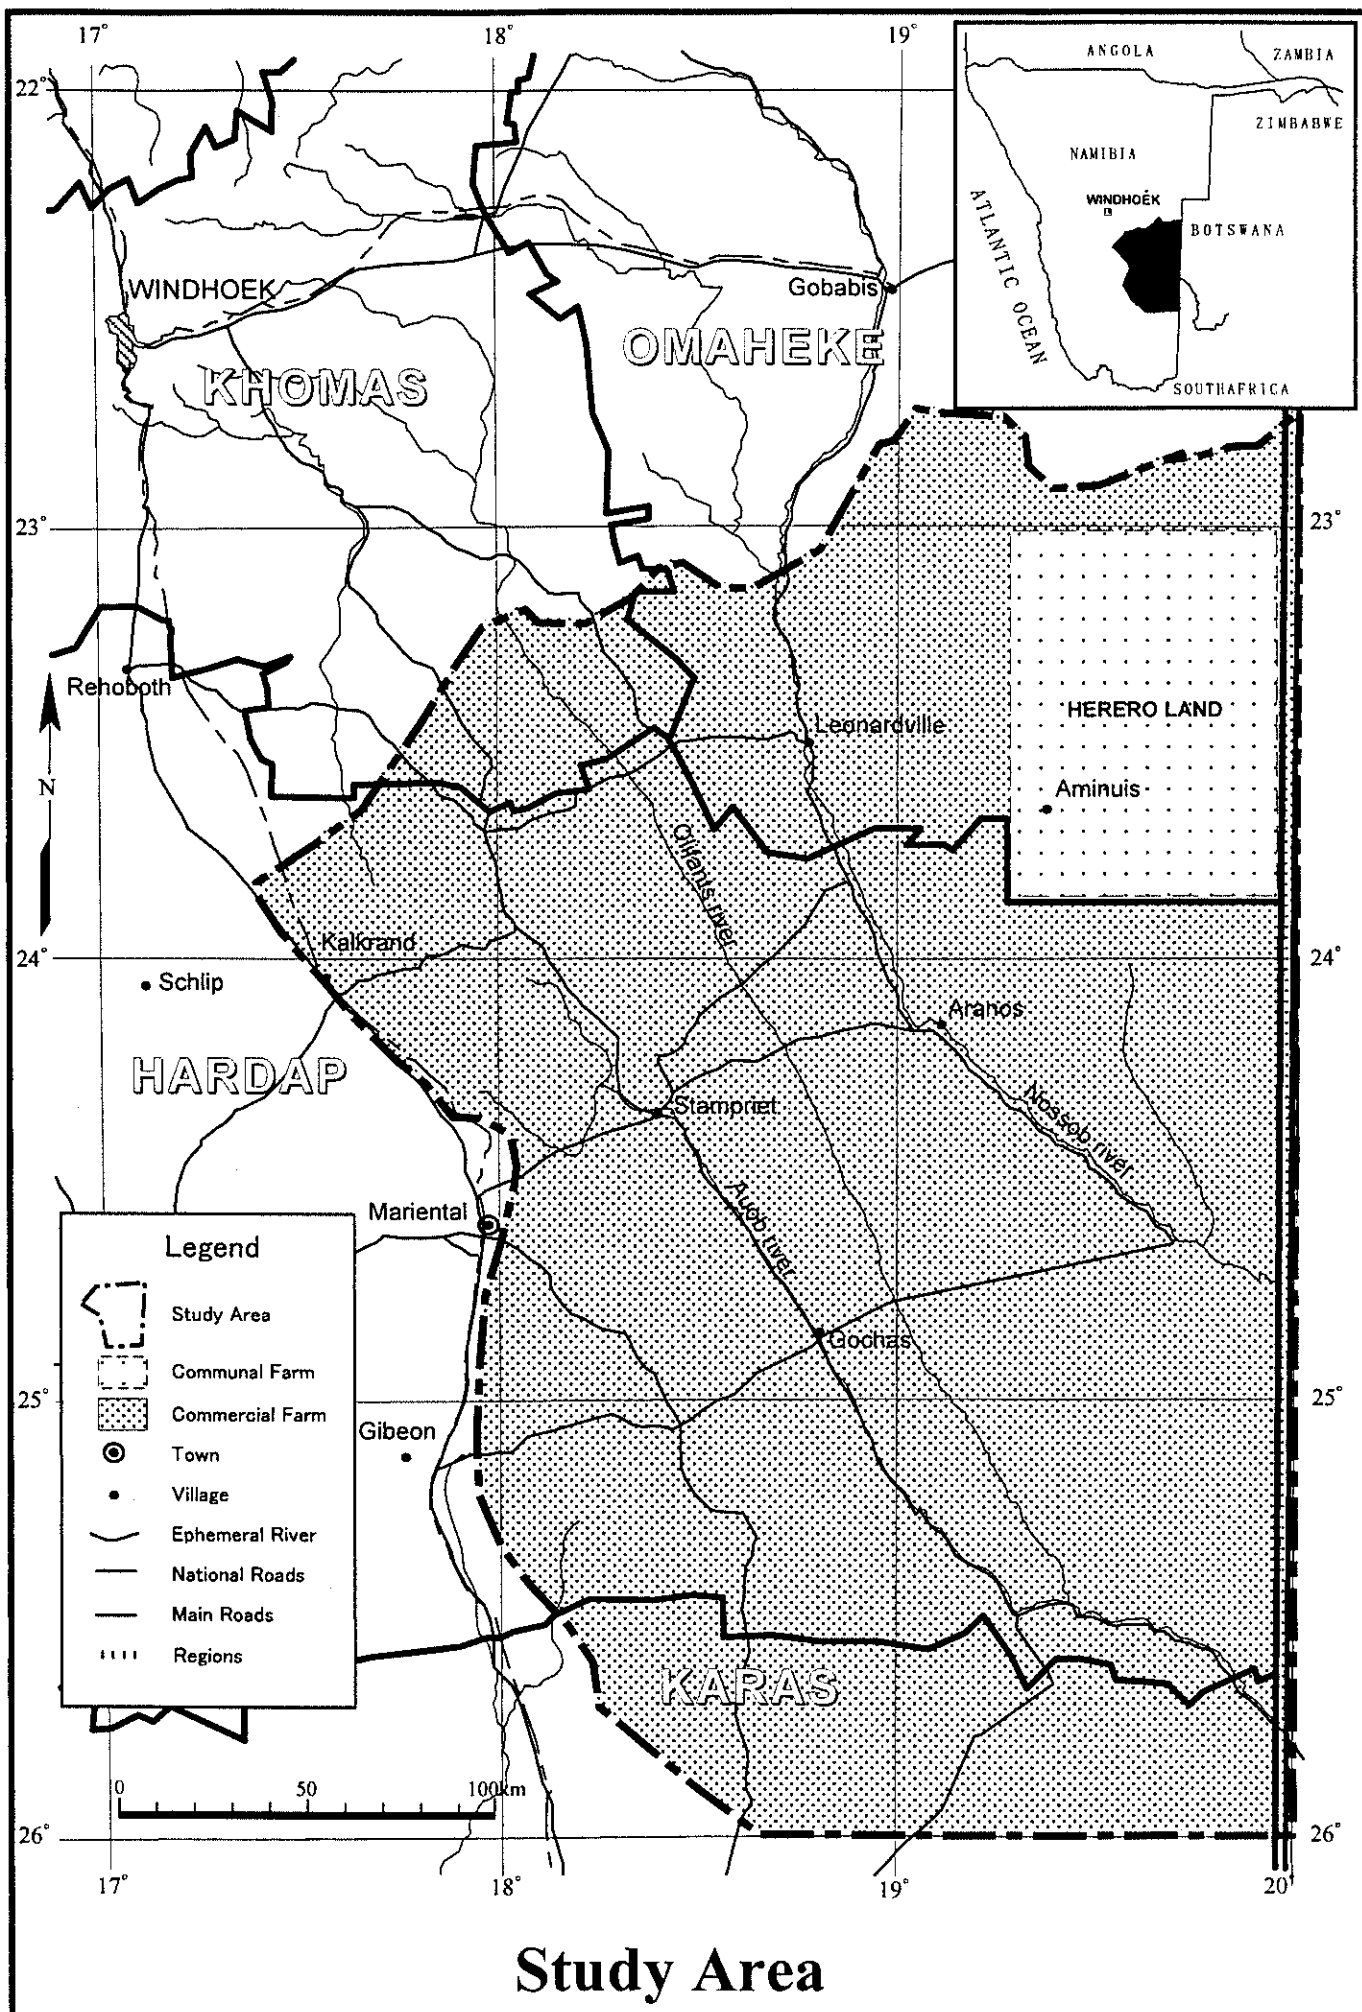 17°
18°
19°
22°
ANGOLA
ZAMBIA
ZIMBABWE
NAMIBIA
WINDHOEK
BOTSWANA
ATLANTIC OCEAN
SOUTHAFRICA
WINDHOEK
Gobabis
OMAHEKE
KHOMAS
23°
23°
Rehoboth
N
Leonardville
HERERO LAND
Aminuis
Olifants river
Kalkrand
24°
24°
Schlip
Aranos
HARDAP
Stampriet
Nossob river
Auob river
Mariental
Gochas
Legend
Study Area
Communal Farm
Commercial Farm
Town
Village
Ephemeral River
National Roads
Main Roads
Regions
25°
25°
Gibeon
KARAS
0 50 100km
26°
26°
17°
18°
19°
20°
Study Area